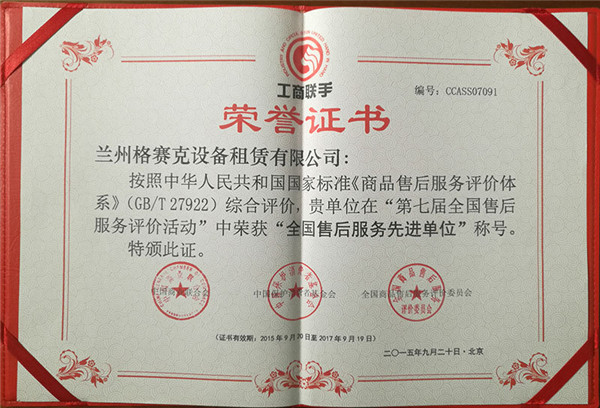 工商联手
编号:CCASS07091
荣誉证书
兰州格赛克设备租赁有限公司:
按照中华人民共和国国家标准《商品售后服务评价体
系》(GB/T 27922)综合评价,贵单位在“第七届全国售后
服务评价活动”中荣获“全国售后服务先进单位”称号。
特颁此证。
全国商品售后服务评价委员会
评价委员会
(证书有效期:2015年9月20日至2017年9月19日)
二〇一五年九月二十日·北京